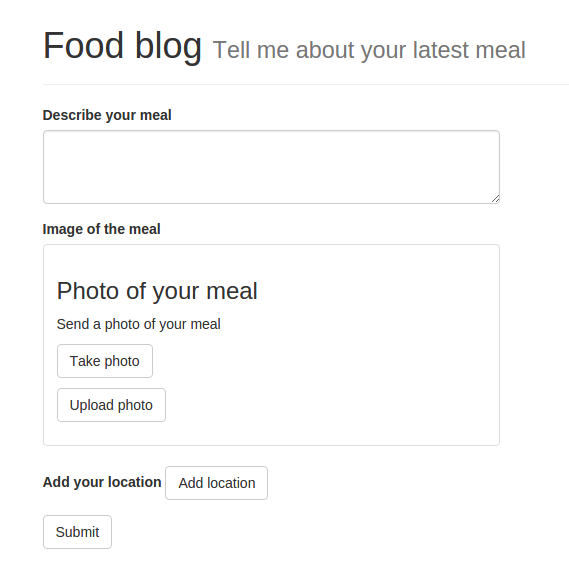 Food blog Tell me about your latest meal
Describe your meal
Image of the meal
Photo of your meal
Send a photo of your meal
Take photo
Upload photo
Add your location Add location
Submit